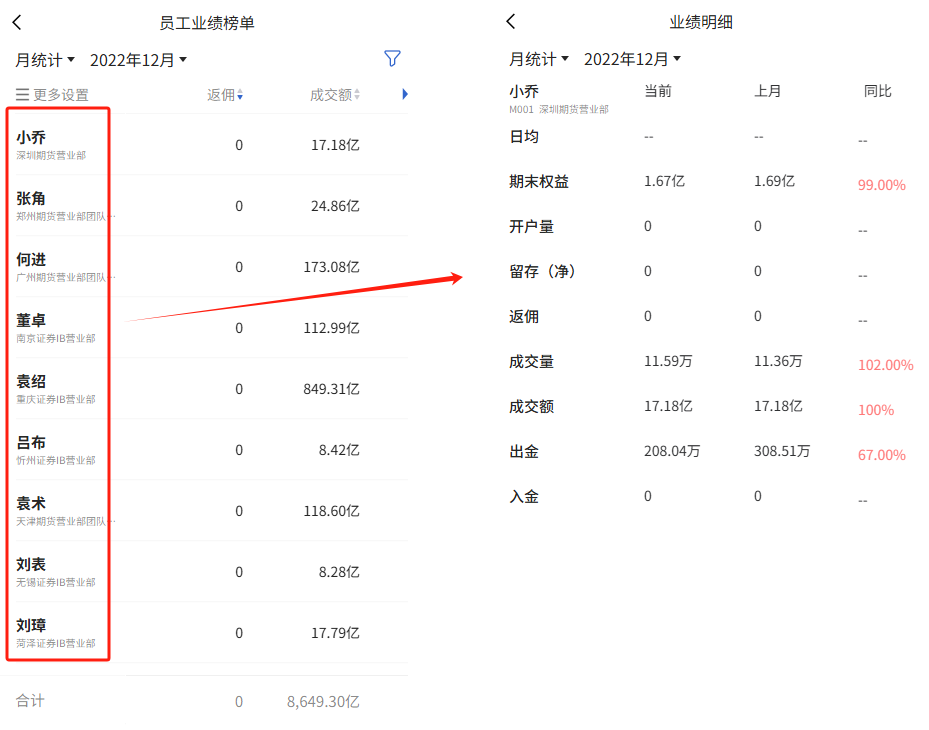 员工业绩榜单
月统计 2022年12月
更多设置 返佣 成交额
小乔 0 17.18亿
深圳期货营业部
张角 0 24.86亿
郑州期货营业部团队…
何进 0 173.08亿
广州期货营业部团队…
董卓 0 112.99亿
南京证券IB营业部
袁绍 0 849.31亿
重庆证券IB营业部
吕布 0 8.42亿
忻州证券IB营业部
袁术 0 118.60亿
天津期货营业部团队…
刘表 0 8.28亿
无锡证券IB营业部
刘璋 0 17.79亿
菏泽证券IB营业部
合计 0 8,649.30亿
业绩明细
月统计 2022年12月
小乔 当前 上月 同比
M001 深圳期货营业部
日均 -- -- --
期末权益 1.67亿 1.69亿 99.00%
开户量 0 0 --
留存（净） 0 0 --
返佣 0 0 --
成交量 11.59万 11.36万 102.00%
成交额 17.18亿 17.18亿 100%
出金 208.04万 308.51万 67.00%
入金 0 0 --